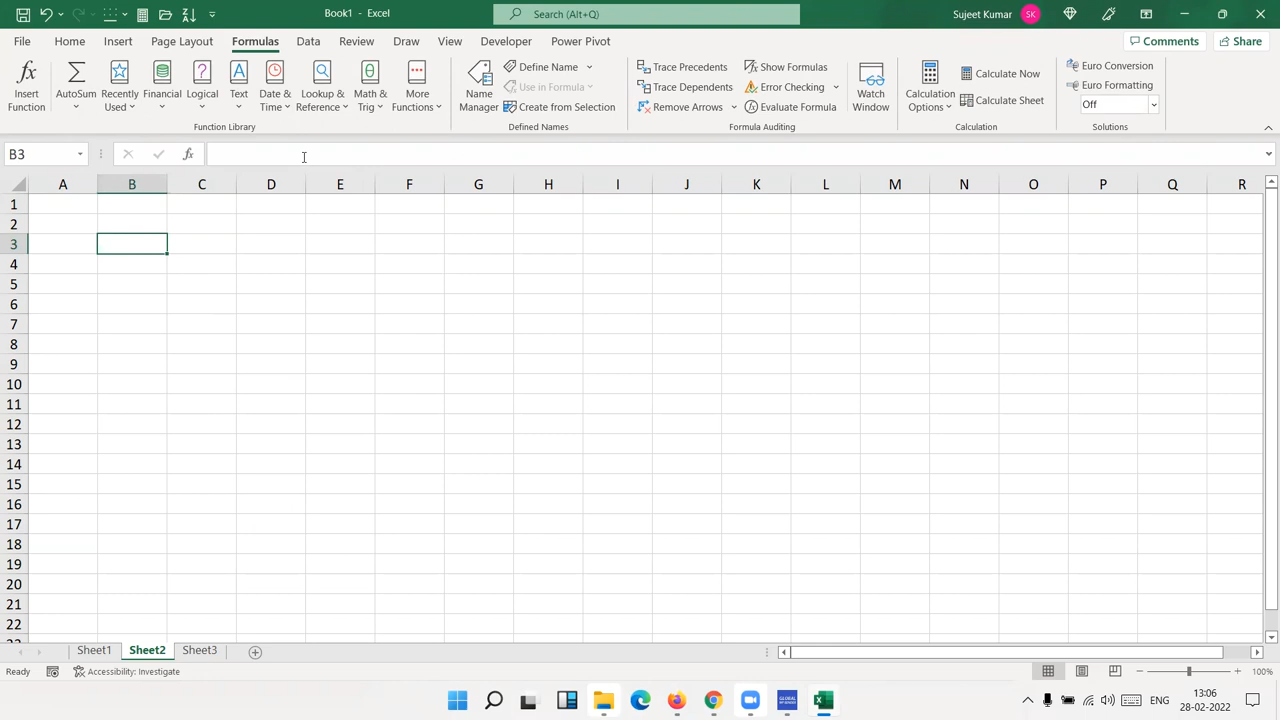 Book1 - Excel
Search (Alt+Q)
Sujeet Kumar
SK
File
Home
Insert
Page Layout
Formulas
Data
Review
View
Draw
Developer
Power Pivot
Comments
Share
Insert Function
AutoSum
Recently Used
Financial
Logical
Text
Date & Time
Lookup & Reference
Math & Trig
More Functions
Function Library
Name Manager
Define Name
Use in Formula
Create from Selection
Defined Names
Trace Precedents
Trace Dependents
Remove Arrows
Show Formulas
Error Checking
Evaluate Formula
Formula Auditing
Watch Window
Calculation Options
Calculate Now
Calculate Sheet
Calculation
Euro Conversion
Euro Formatting
Off
Solutions
B3
fx
A B C D E F G H I J K L M N O P Q R
1
2
3
4
5
6
7
8
9
10
11
12
13
14
15
16
17
18
19
20
21
22
Sheet1
Sheet2
Sheet3
Ready
Accessibility: Investigate
100%
GLOBAL
ENG
13:06
28-02-2022